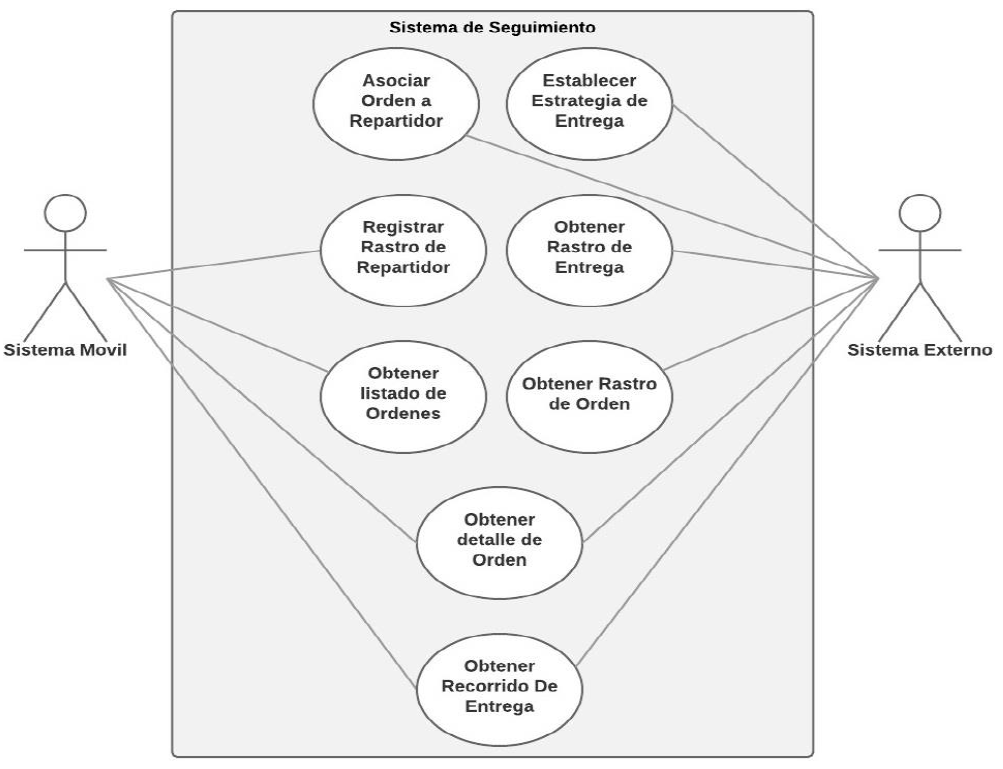 Sistema de Seguimiento
Asociar
Orden a
Repartidor
Establecer
Estrategia de
Entrega
Registrar
Rastro de
Repartidor
Obtener
Rastro de
Entrega
Sistema Movil
Sistema Externo
Obtener
listado de
Ordenes
Obtener Rastro
de Orden
Obtener
detalle de
Orden
Obtener
Recorrido De
Entrega